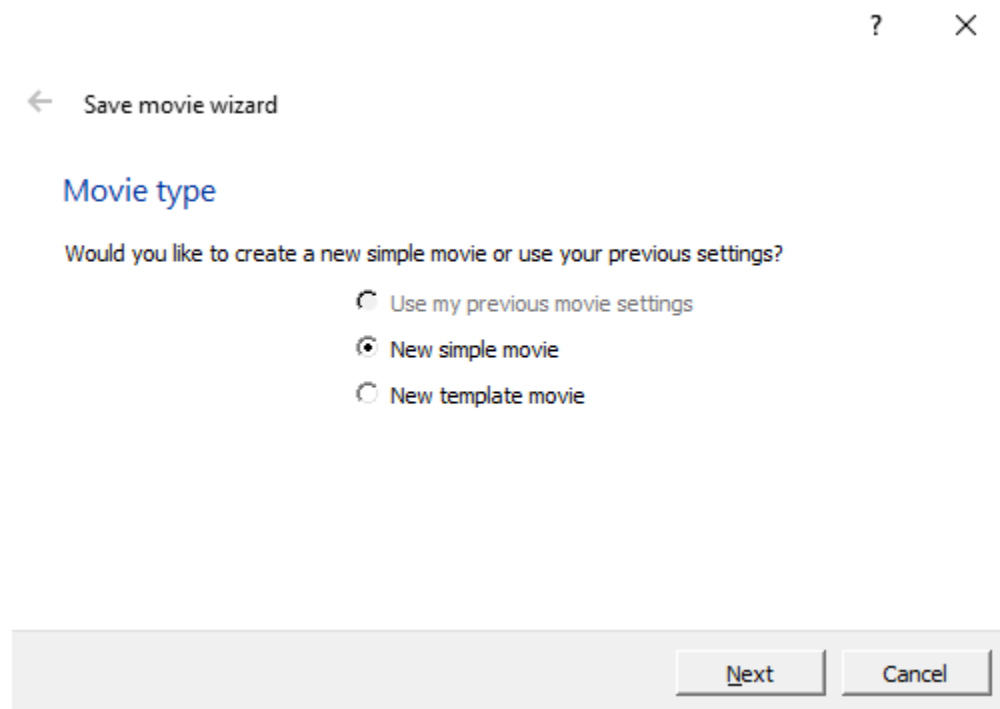 ?
Save movie wizard
Movie type
Would you like to create a new simple movie or use your previous settings?
Use my previous movie settings
New simple movie
New template movie
Next Cancel